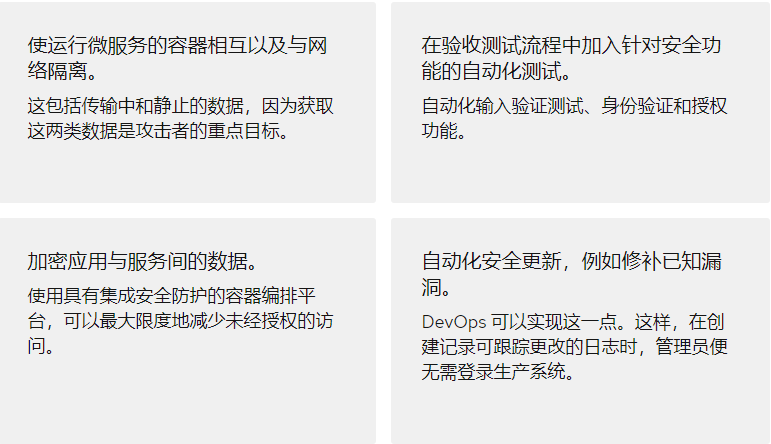 使运行微服务的容器相互以及与网
络隔离。
这包括传输中和静止的数据，因为获取
这两类数据是攻击者的重点目标。
在验收测试流程中加入针对安全功
能的自动化测试。
自动化输入验证测试、身份验证和授权
功能。
加密应用与服务间的数据。
使用具有集成安全防护的容器编排平
台，可以最大限度地减少未经授权的访
问。
自动化安全更新，例如修补已知漏
洞。
DevOps 可以实现这一点。这样，在创
建记录可跟踪更改的日志时，管理员便
无需登录生产系统。